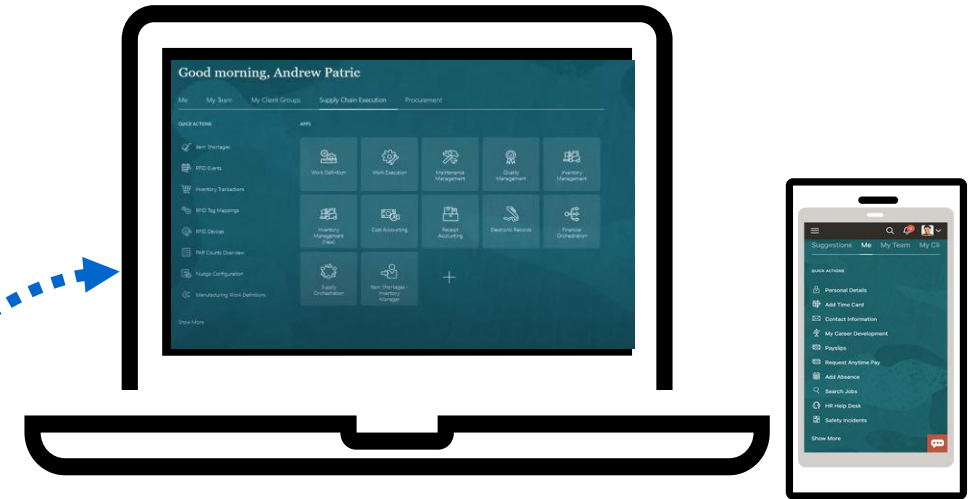 Good morning, Andrew Patric
Me My Team My Client Groups Supply Chain Execution Procurement
QUICK ACTIONS
Item Shortages
RFID Events
Inventory Transactions
RFID Tag Mappings
RFID Devices
PAR Counts Overview
Nudge Configuration
Manufacturing Work Definitions
Show More
APPS
Work Definition
Work Execution
Maintenance
Management
Quality
Management
Inventory
Management
Inventory
Management
(New)
Cost Accounting
Receipt
Accounting
Electronic Records
Financial
Orchestration
Supply
Orchestration
Item Shortages -
Inventory
Manager
Suggestions Me My Team My Cli
QUICK ACTIONS
Personal Details
Add Time Card
Contact Information
My Career Development
Payslips
Request Anytime Pay
Add Absence
Search Jobs
HR Help Desk
Safety Incidents
Show More